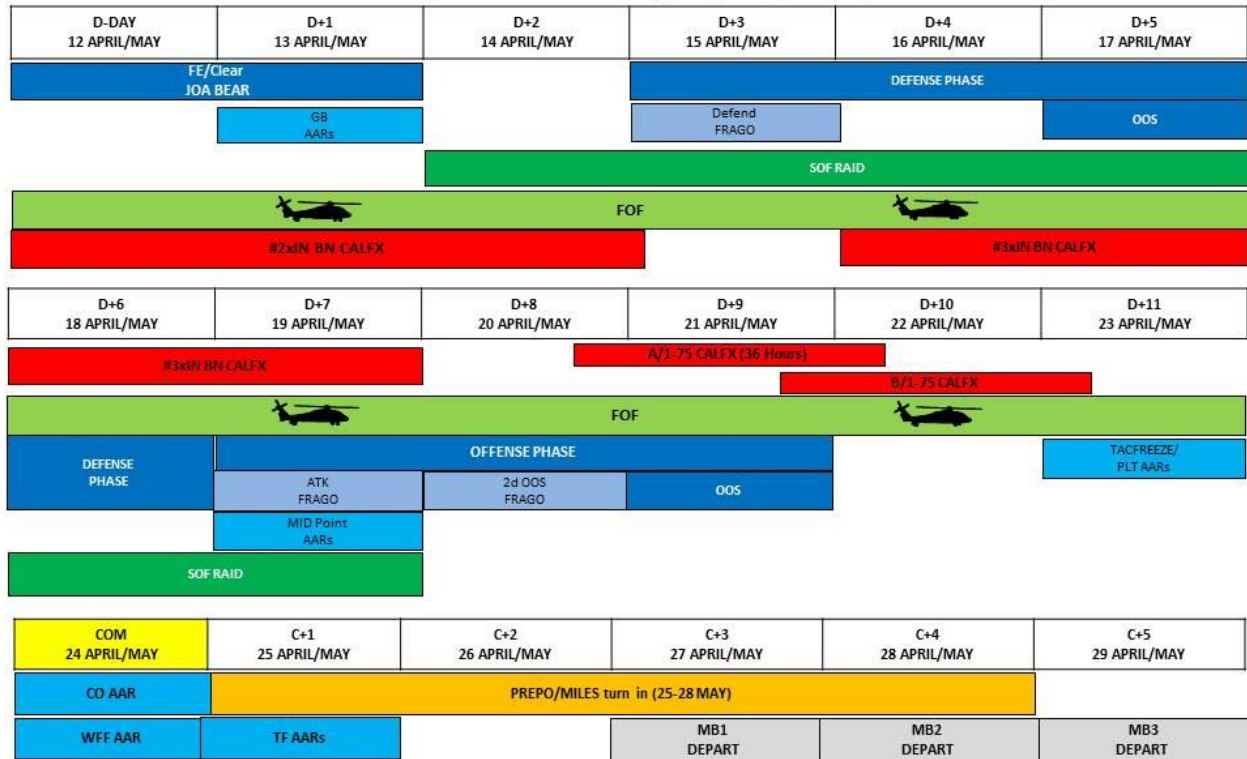 D-DAY
12 APRIL/MAY
D+1
13 APRIL/MAY
D+2
14 APRIL/MAY
D+3
15 APRIL/MAY
D+4
16 APRIL/MAY
D+5
17 APRIL/MAY
FE/Clear
JOA BEAR
DEFENSE PHASE
GB
AARs
Defend
FRAGO
OOS
SOF RAID
FOF
#2xIN BN CALFX
#3xIN BN CALFX
D+6
18 APRIL/MAY
D+7
19 APRIL/MAY
D+8
20 APRIL/MAY
D+9
21 APRIL/MAY
D+10
22 APRIL/MAY
D+11
23 APRIL/MAY
#3xIN BN CALFX
A/1-75 CALFX (36 Hours)
B/1-75 CALFX
FOF
DEFENSE
PHASE
OFFENSE PHASE
TACFREEZE/
PLT AARs
ATK
FRAGO
2d OOS
FRAGO
OOS
MID Point
AARs
SOF RAID
COM
24 APRIL/MAY
C+1
25 APRIL/MAY
C+2
26 APRIL/MAY
C+3
27 APRIL/MAY
C+4
28 APRIL/MAY
C+5
29 APRIL/MAY
CO AAR
PREPO/MILES turn in (25-28 MAY)
WFF AAR
TF AARs
MB1
DEPART
MB2
DEPART
MB3
DEPART